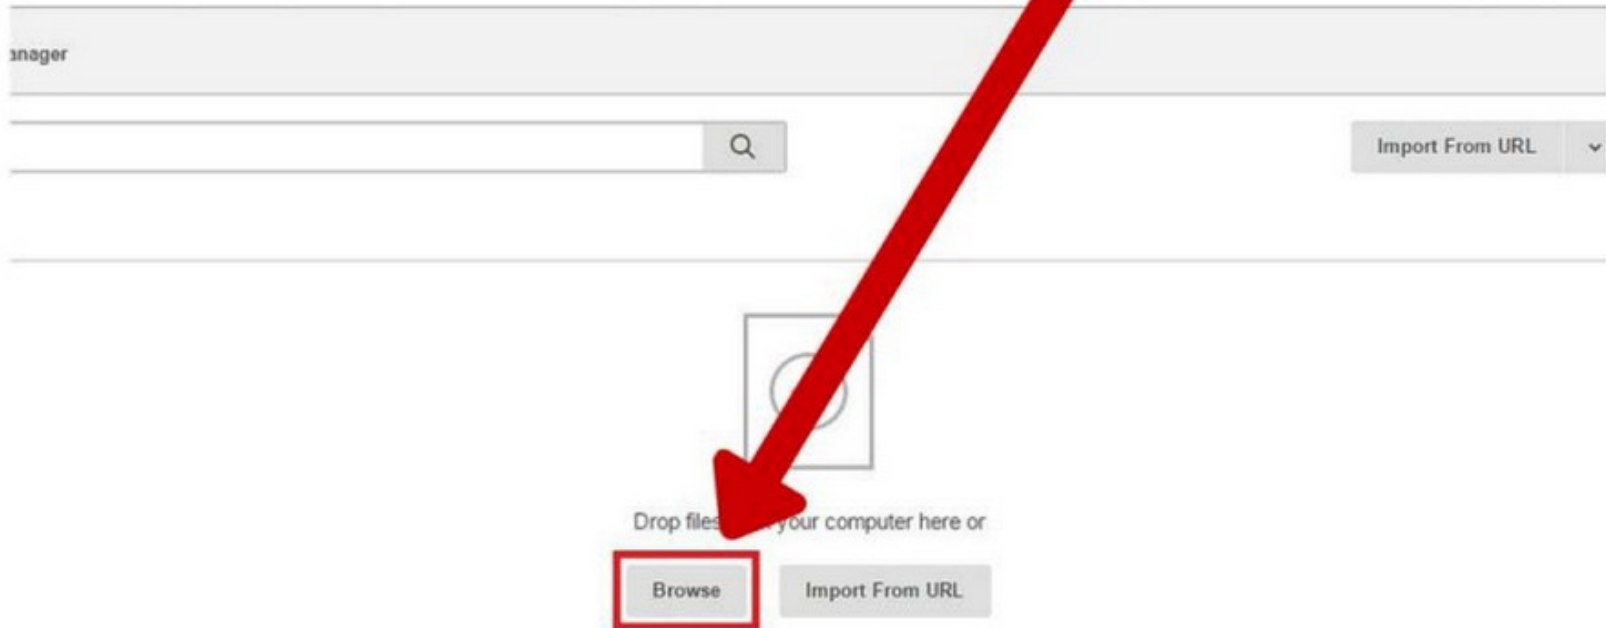 anager
Import From URL
Drop files your computer here or
Browse
Import From URL